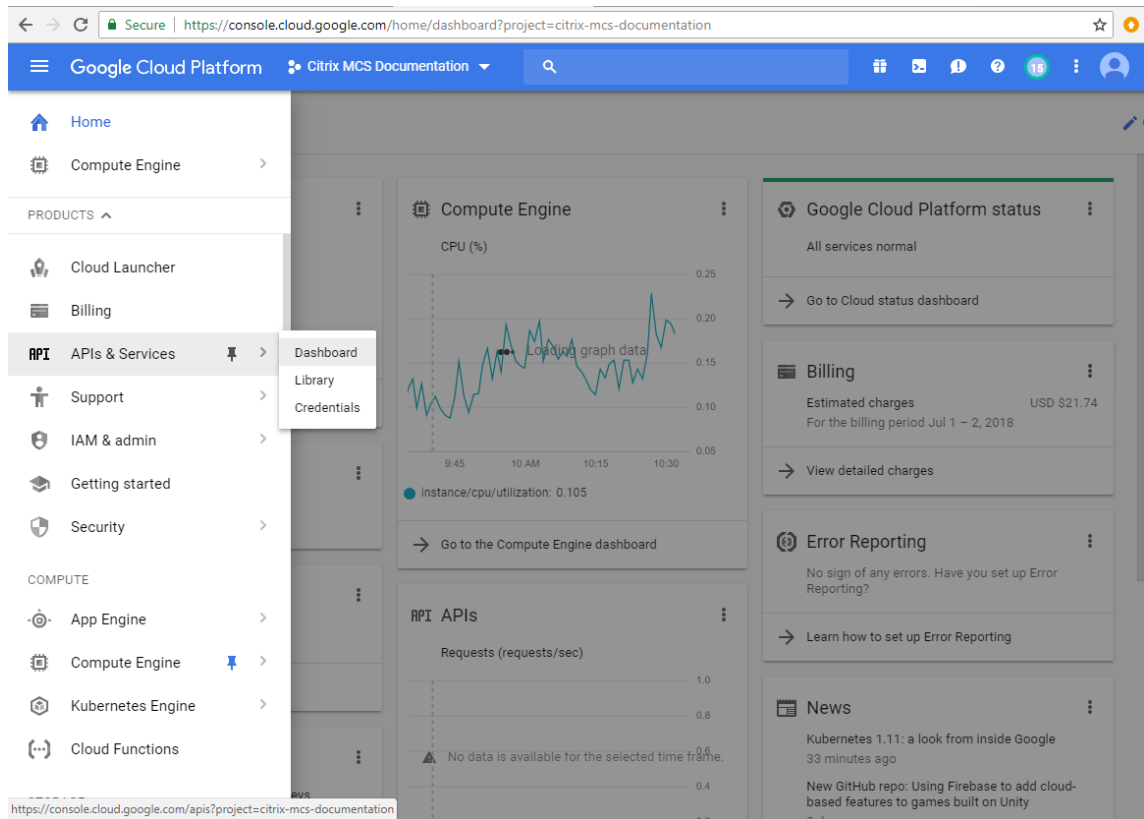 Secure | https://console.cloud.google.com/home/dashboard?project=citrix-mcs-documentation
Google Cloud Platform
Citrix MCS Documentation
15
Home
Compute Engine
PRODUCTS
Cloud Launcher
Billing
API APIs & Services
Support
IAM & admin
Getting started
Security
COMPUTE
App Engine
Compute Engine
Kubernetes Engine
Cloud Functions
https://console.cloud.google.com/apis?project=citrix-mcs-documentation
Dashboard
Library
Credentials
Compute Engine
CPU (%)
0.25
0.20
Loading graph data
0.15
0.10
0.05
9:45 10 AM 10:15 10:30
instance/cpu/utilization: 0.105
Go to the Compute Engine dashboard
API APIs
Requests (requests/sec)
1.0
0.8
No data is available for the selected time frame.
0.6
0.4
Google Cloud Platform status
All services normal
Go to Cloud status dashboard
Billing
Estimated charges USD $21.74
For the billing period Jul 1 – 2, 2018
View detailed charges
Error Reporting
No sign of any errors. Have you set up Error
Reporting?
Learn how to set up Error Reporting
News
Kubernetes 1.11: a look from inside Google
33 minutes ago
New GitHub repo: Using Firebase to add cloud-
based features to games built on Unity